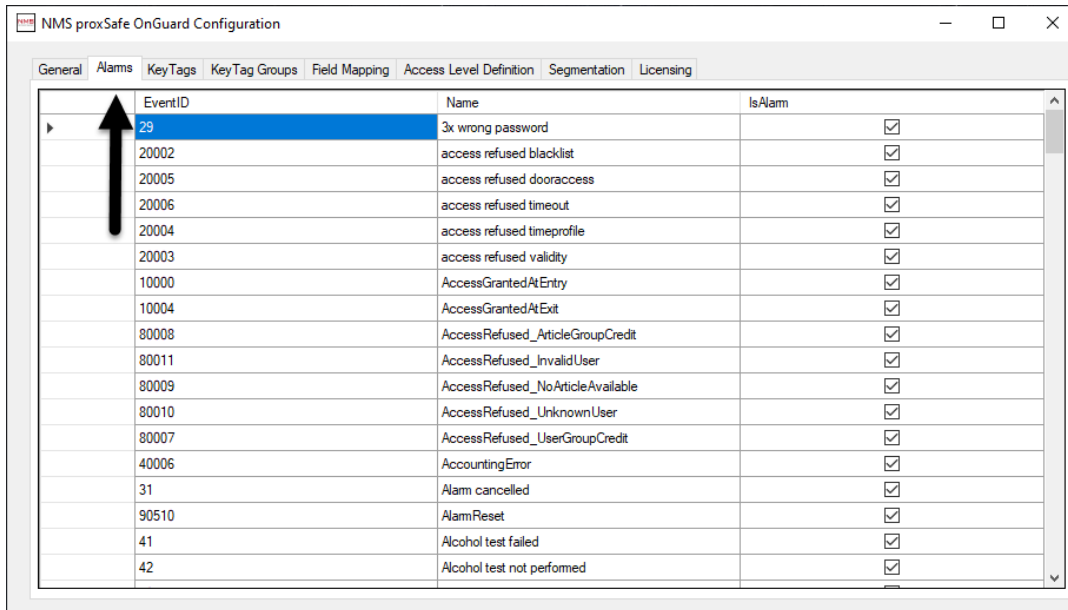 NMS NMS proxSafe OnGuard Configuration
General Alarms KeyTags KeyTag Groups Field Mapping Access Level Definition Segmentation Licensing
EventID Name IsAlarm
29 3x wrong password
20002 access refused blacklist
20005 access refused dooraccess
20006 access refused timeout
20004 access refused timeprofile
20003 access refused validity
10000 AccessGrantedAtEntry
10004 AccessGrantedAtExit
80008 AccessRefused_ArticleGroupCredit
80011 AccessRefused_InvalidUser
80009 AccessRefused_NoArticleAvailable
80010 AccessRefused_UnknownUser
80007 AccessRefused_UserGroupCredit
40006 AccountingError
31 Alarm cancelled
90510 AlarmReset
41 Alcohol test failed
42 Alcohol test not performed